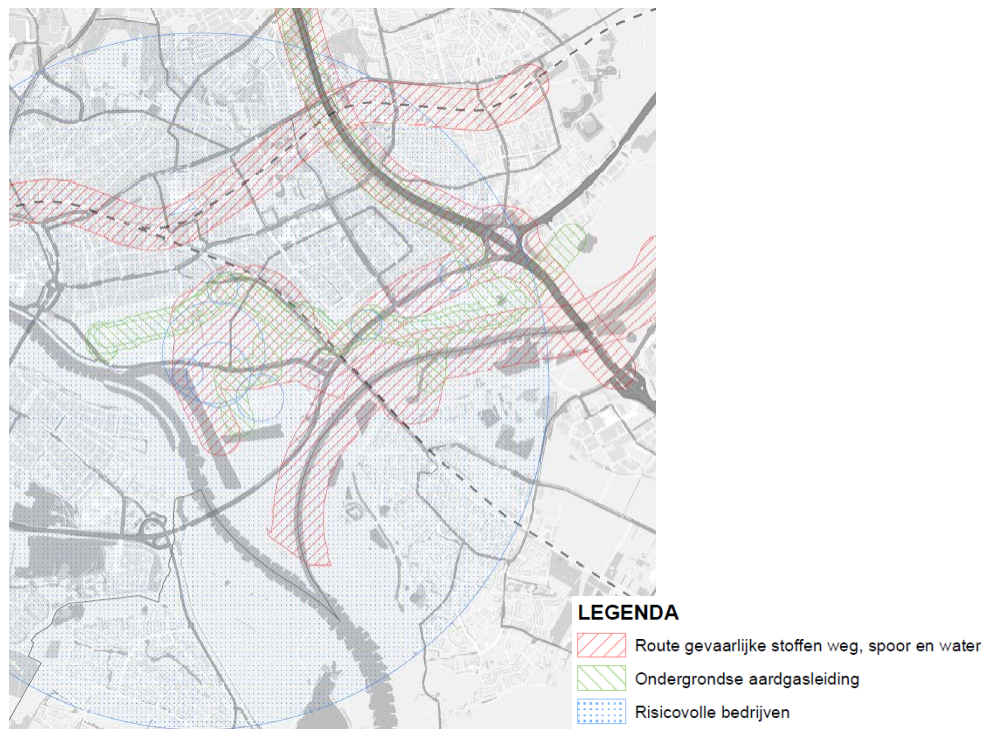 LEGENDA
Route gevaarlijke stoffen weg, spoor en water
Ondergrondse aardgasleiding
Risicovolle bedrijven